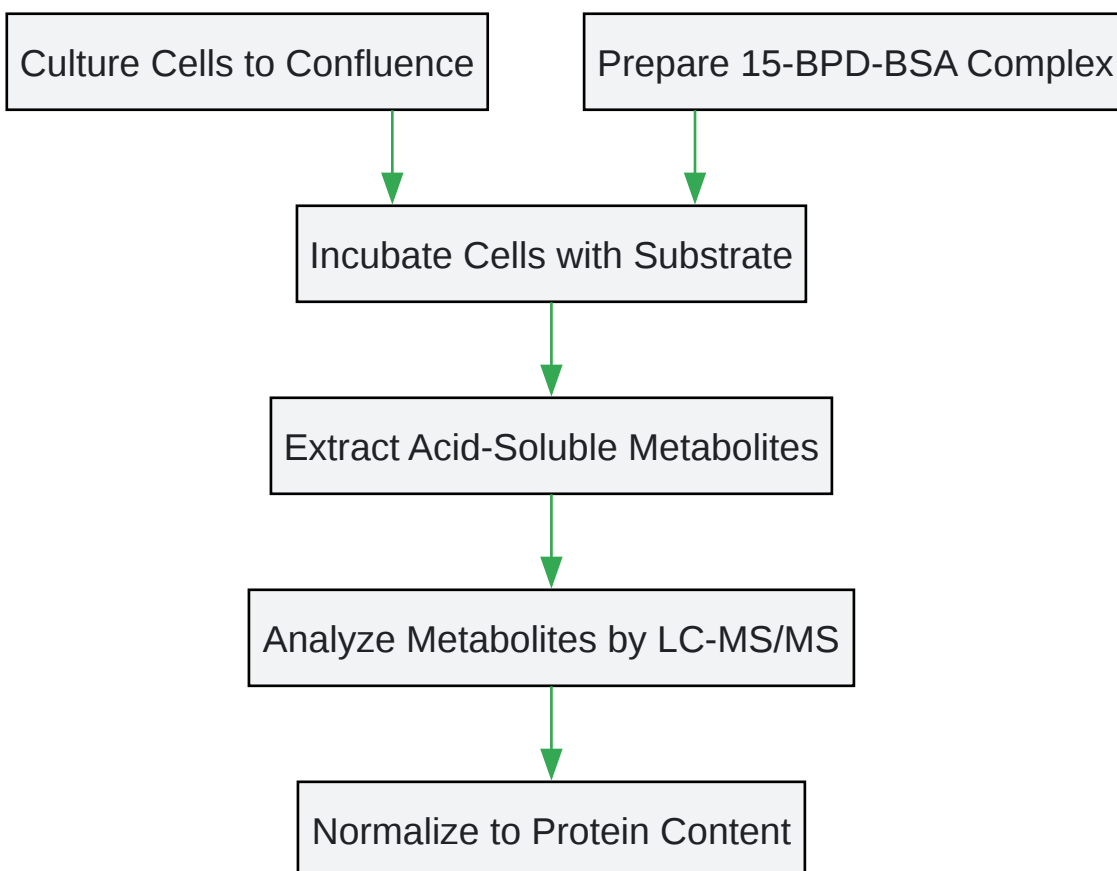 Culture Cells to Confluence
Prepare 15-BPD-BSA Complex
Incubate Cells with Substrate
Extract Acid-Soluble Metabolites
Analyze Metabolites by LC-MS/MS
Normalize to Protein Content